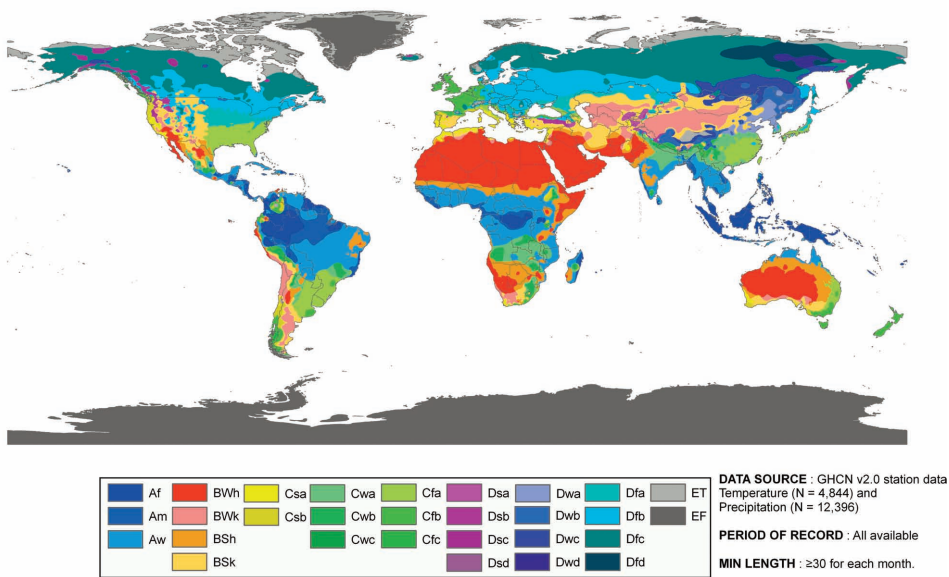 Af BWh Csa Cwa Cfa Dsa Dwa Dfa ET
Am BWk Csb Cwb Cfb Dsb Dwb Dfb EF
Aw BSh Cwc Cfc Dsc Dwc Dfc
BSk Dsd Dwd Dfd
DATA SOURCE : GHCN v2.0 station data
Temperature (N = 4,844) and
Precipitation (N = 12,396)
PERIOD OF RECORD : All available
MIN LENGTH : ≥30 for each month.